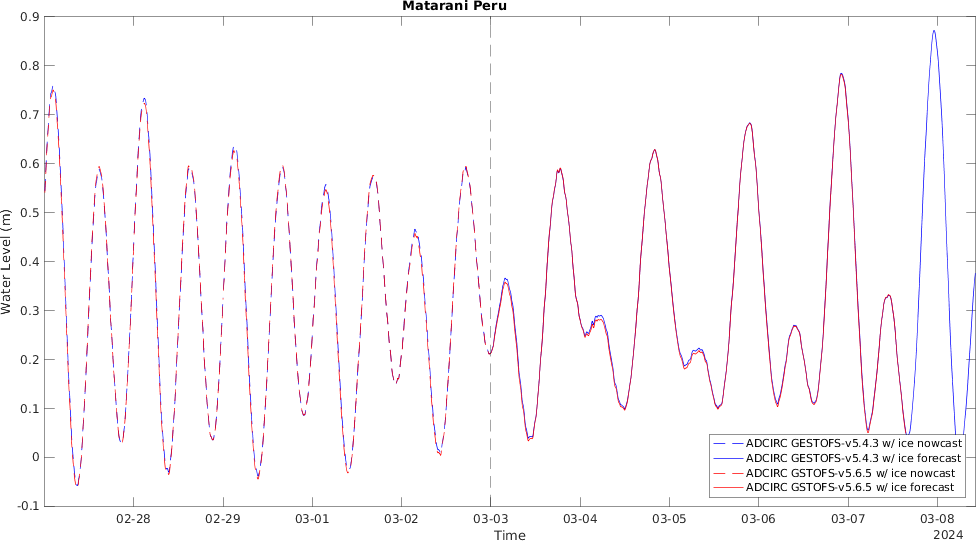 Matarani Peru
0.9
0.8
0.7
0.6
0.5
0.4
0.3
0.2
0.1
0
-0.1
Water Level (m)
ADCIRC GESTOFS-v5.4.3 w/ ice nowcast
ADCIRC GESTOFS-v5.4.3 w/ ice forecast
ADCIRC GSTOFS-v5.6.5 w/ ice nowcast
ADCIRC GSTOFS-v5.6.5 w/ ice forecast
02-28 02-29 03-01 03-02 03-03 03-04 03-05 03-06 03-07 03-08
Time
2024